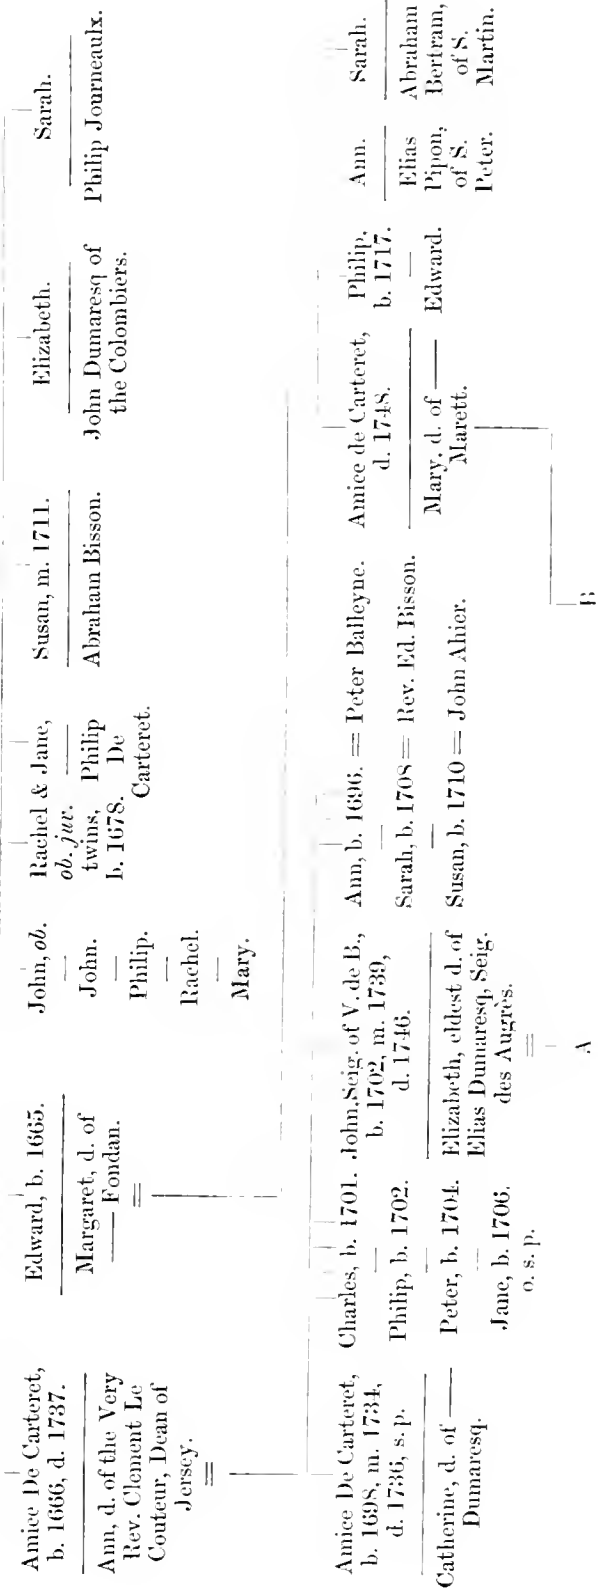 Amice De Carteret,
b. 1666, d. 1737.
Ann, d. of the Very
Rev. Clement Le
Couteur, Dean of
Jersey.
=
Edward, b. 1665.
Margaret, d. of
—— Fondan.
=
John, ob.
—
John.
—
Philip.
—
Rachel.
—
Mary.
Rachel & Jane,
ob. juv.
twins,
b. 1678.
——
Philip
De
Carteret.
Susan, m. 1711.
Abraham Bisson.
Elizabeth.
John Dumaresq of
the Colombiers.
Sarah.
Philip Journeaulx.
Amice De Carteret,
b. 1698, m. 1734,
d. 1736, s. p.
Catherine, d. of ——
Dumaresq.
Charles, b. 1701.
—
Philip, b. 1702.
—
Peter, b. 1704.
—
Jane, b. 1706.
o. s. p.
John, Seig. of V. de B.,
b. 1702, m. 1739,
d. 1746.
Elizabeth, eldest d. of
Elias Dumaresq, Seig.
des Augrès.
=
A
Ann, b. 1696. = Peter Balleyne.
—
Sarah, b. 1708 = Rev. Ed. Bisson.
—
Susan, b. 1710 = John Ahier.
Amice de Carteret,
d. 1748.
Mary, d. of ——
Marett.
B
Philip,
b. 1717.
—
Edward.
Ann.
Elias
Pipon,
of S.
Peter.
Sarah.
Abraham
Bertram,
of S.
Martin.